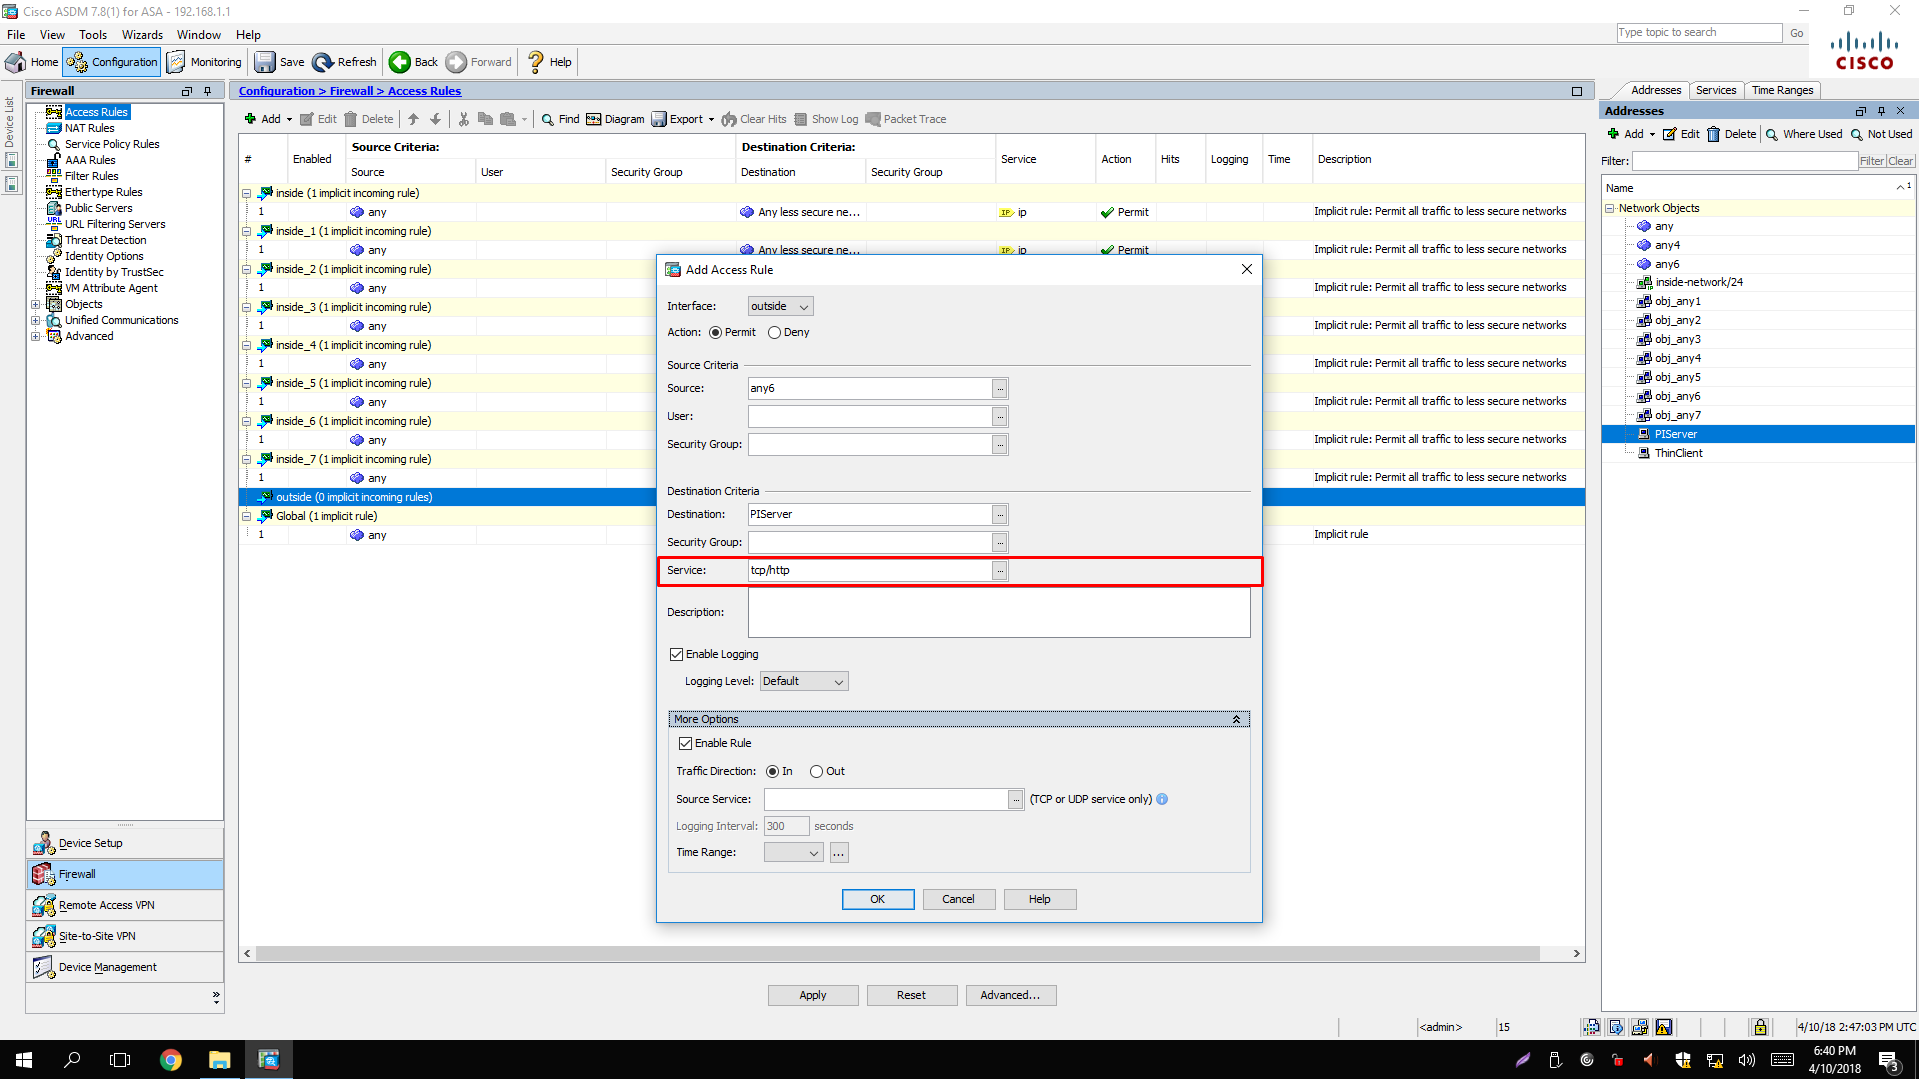 Cisco ASDM 7.8(1) for ASA - 192.168.1.1
File View Tools Wizards Window Help
Type topic to search Go
Home Configuration Monitoring Save Refresh Back Forward Help
CISCO
Device List
Firewall
Access Rules
NAT Rules
Service Policy Rules
AAA Rules
Filter Rules
Ethertype Rules
Public Servers
URL Filtering Servers
Threat Detection
Identity Options
Identity by TrustSec
VM Attribute Agent
Objects
Unified Communications
Advanced
Device Setup
Firewall
Remote Access VPN
Site-to-Site VPN
Device Management
Configuration > Firewall > Access Rules
Add Edit Delete Find Diagram Export Clear Hits Show Log Packet Trace
# Enabled Source Criteria: Destination Criteria: Service Action Hits Logging Time Description
Source User Security Group Destination Security Group
inside (1 implicit incoming rule)
1 any Any less secure ne... IP ip Permit Implicit rule: Permit all traffic to less secure networks
inside_1 (1 implicit incoming rule)
1 any Any less secure ne... IP ip Permit Implicit rule: Permit all traffic to less secure networks
inside_2 (1 implicit incoming rule)
1 any Implicit rule: Permit all traffic to less secure networks
inside_3 (1 implicit incoming rule)
1 any Implicit rule: Permit all traffic to less secure networks
inside_4 (1 implicit incoming rule)
1 any Implicit rule: Permit all traffic to less secure networks
inside_5 (1 implicit incoming rule)
1 any Implicit rule: Permit all traffic to less secure networks
inside_6 (1 implicit incoming rule)
1 any Implicit rule: Permit all traffic to less secure networks
inside_7 (1 implicit incoming rule)
1 any Implicit rule: Permit all traffic to less secure networks
outside (0 implicit incoming rules)
Global (1 implicit rule)
1 any Implicit rule
Add Access Rule
Interface: outside
Action: Permit Deny
Source Criteria
Source: any6 ...
User: ...
Security Group: ...
Destination Criteria
Destination: PIServer ...
Security Group: ...
Service: tcp/http ...
Description:
Enable Logging
Logging Level: Default
More Options
Enable Rule
Traffic Direction: In Out
Source Service: ... (TCP or UDP service only)
Logging Interval: 300 seconds
Time Range: ...
OK Cancel Help
Apply Reset Advanced...
Addresses Services Time Ranges
Addresses
Add Edit Delete Where Used Not Used
Filter: Filter Clear
Name 1
Network Objects
any
any4
any6
inside-network/24
obj_any1
obj_any2
obj_any3
obj_any4
obj_any5
obj_any6
obj_any7
PIServer
ThinClient
<admin> 15 4/10/18 2:47:03 PM UTC
6:40 PM
4/10/2018
3